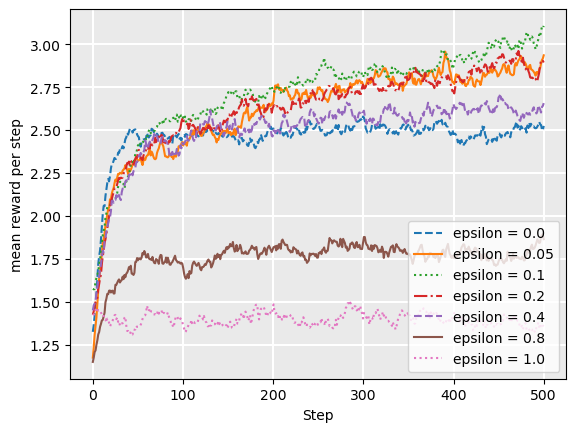 mean reward per step
3.00
2.75
2.50
2.25
2.00
1.75
1.50
1.25
0
100
200
300
400
500
Step
epsilon = 0.0
epsilon = 0.05
epsilon = 0.1
epsilon = 0.2
epsilon = 0.4
epsilon = 0.8
epsilon = 1.0